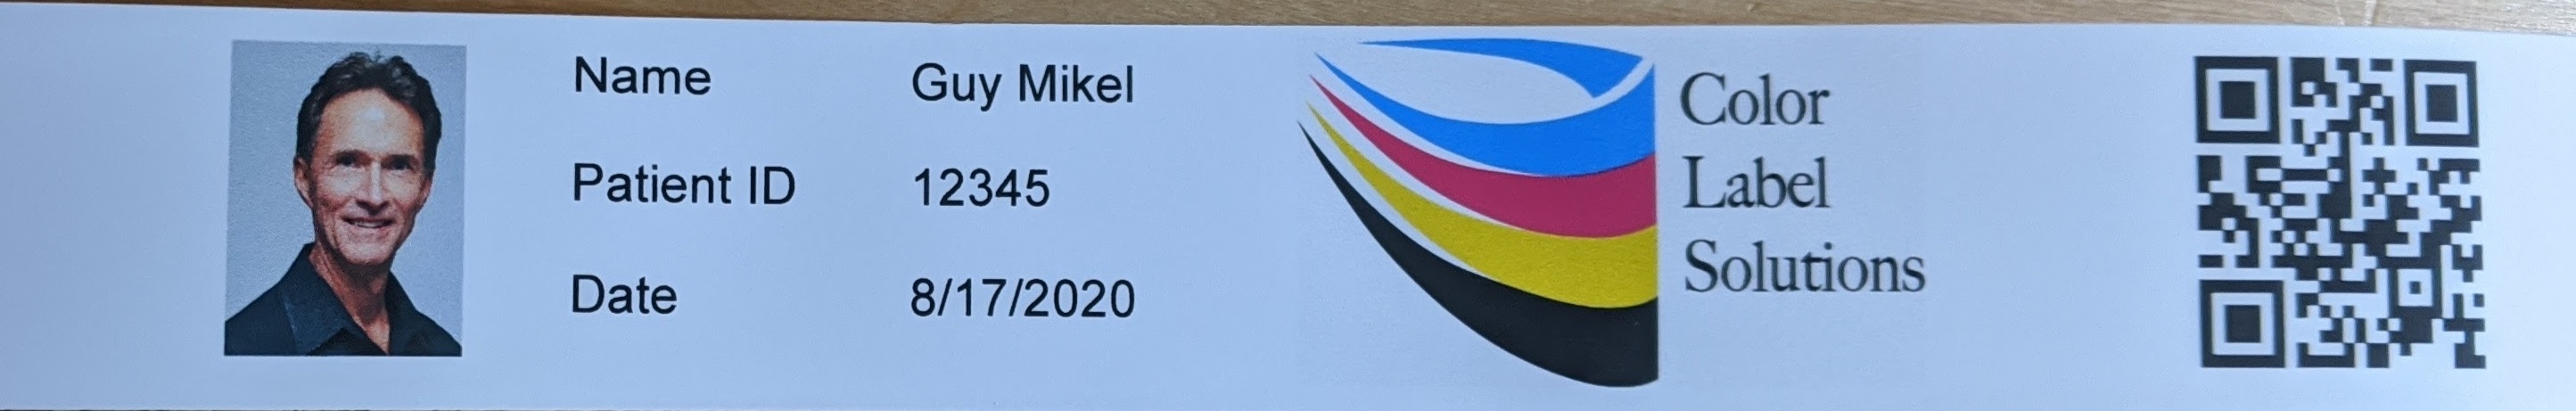 Name Guy Mikel
Patient ID 12345
Date 8/17/2020
Color
Label
Solutions